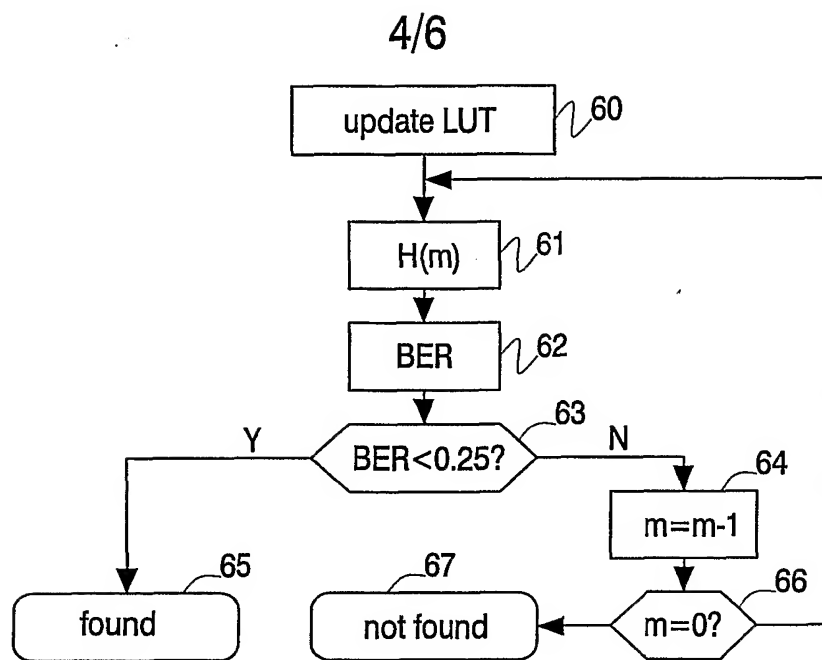 4/6
update LUT
60
H(m)
61
BER
62
63
Y
BER<0.25?
N
64
m=m-1
65
67
66
found
not found
m=0?